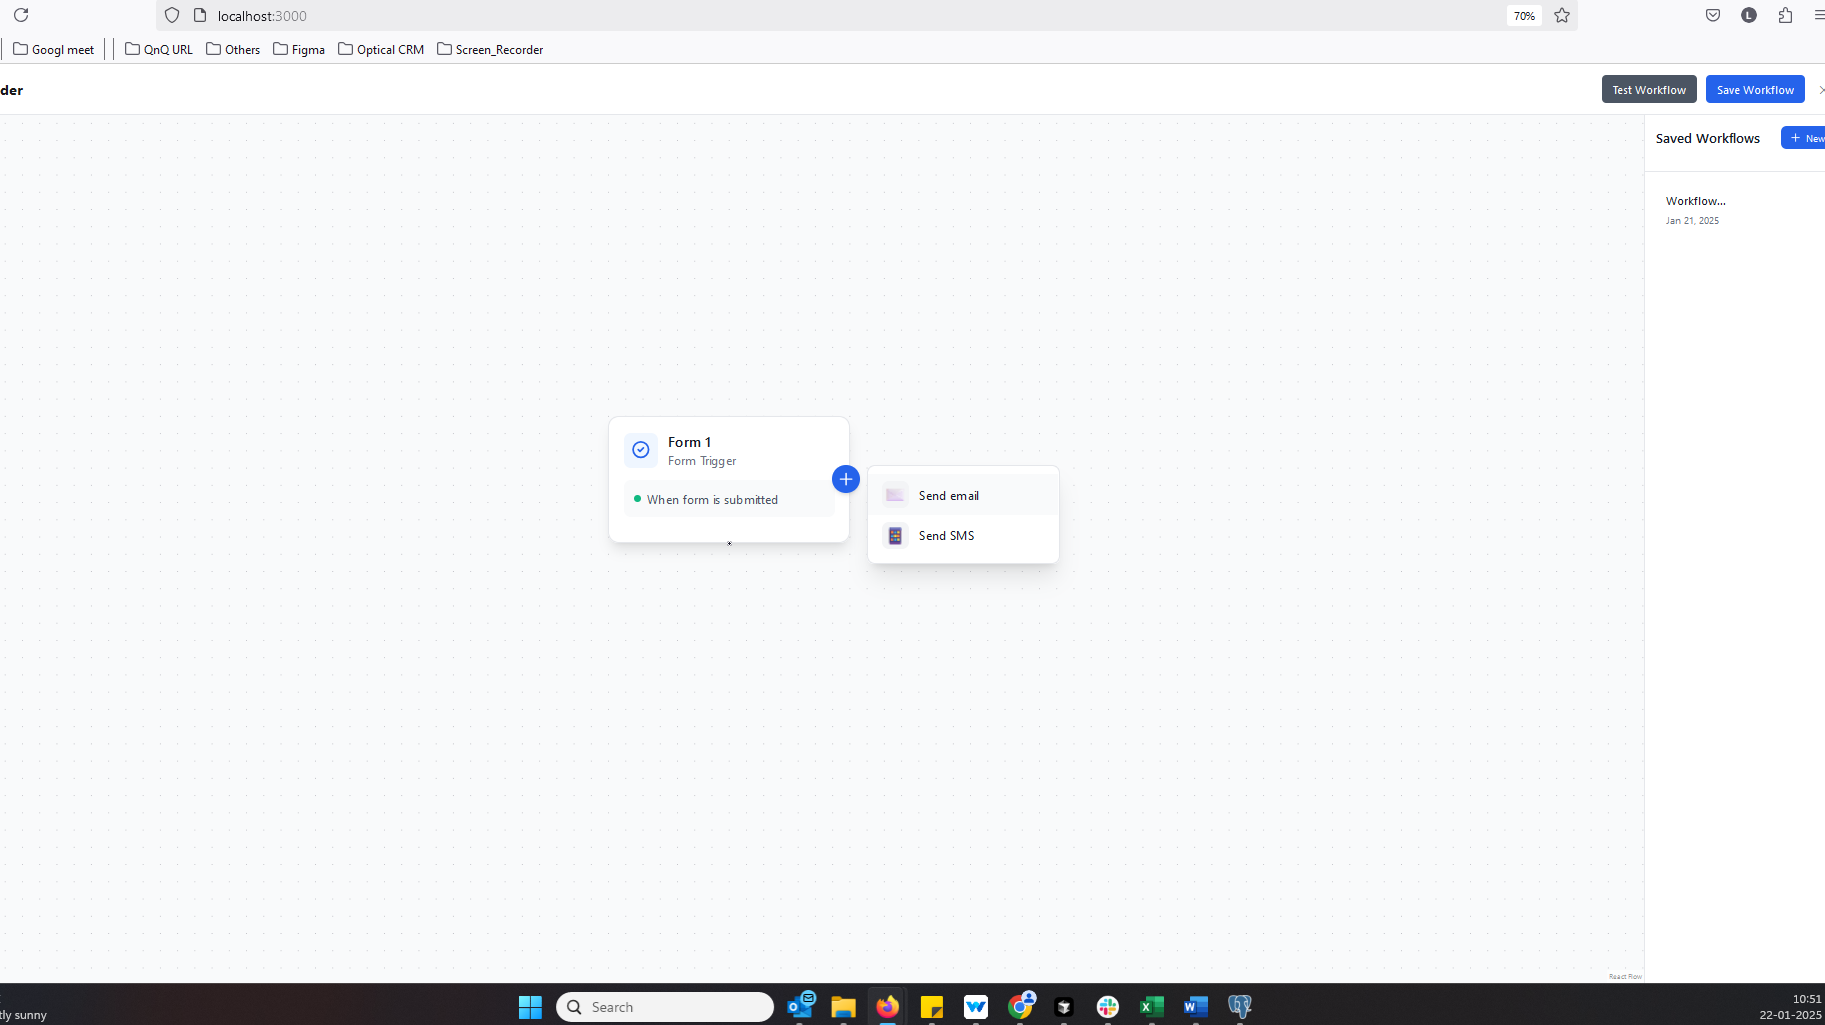 localhost:3000
70%
L
Googl meet
QnQ URL
Others
Figma
Optical CRM
Screen_Recorder
der
Test Workflow
Save Workflow
Saved Workflows
+ New
Workflow...
Jan 21, 2025
Form 1
Form Trigger
When form is submitted
Send email
Send SMS
React Flow
tly sunny
Search
10:51
22-01-2025